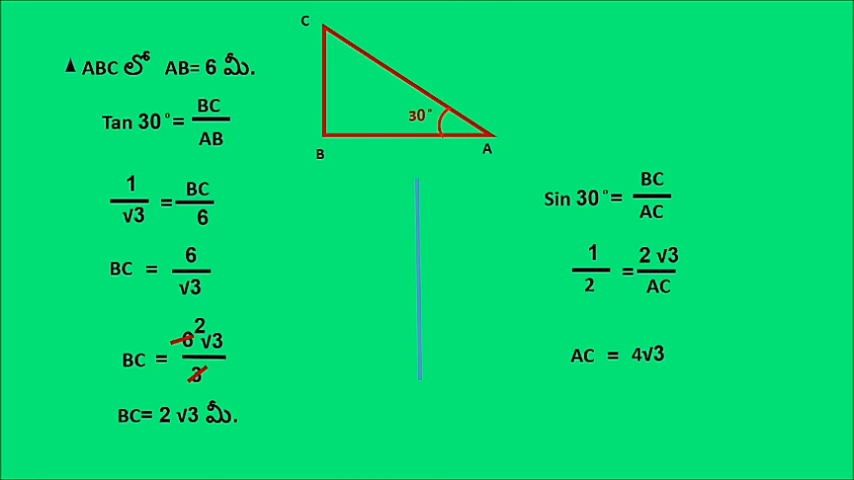 ▲ ABC లో AB= 6 మీ.
Tan 30°= BC / AB
1 / √3 = BC / 6
BC = 6 / √3
BC = 6 2 √3 / 3
BC= 2 √3 మీ.
C
30°
B
A
Sin 30°= BC / AC
1 / 2 = 2 √3 / AC
AC = 4√3